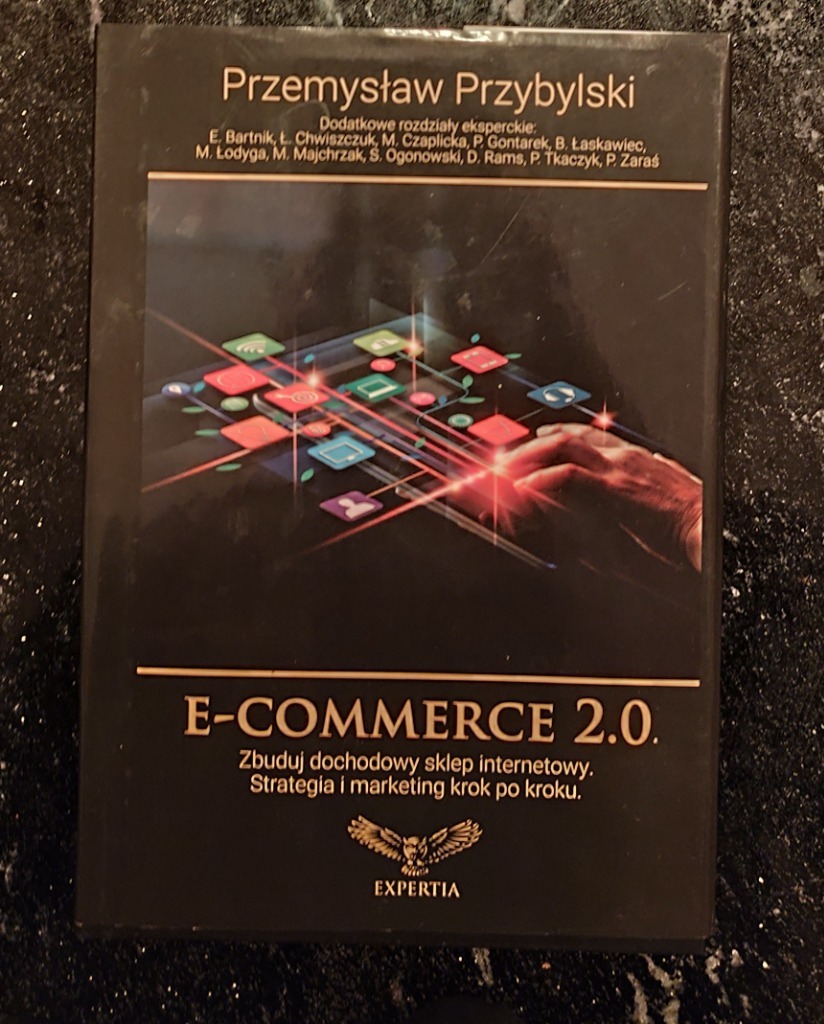 Przemysław Przybylski
Dodatkowe rozdziały eksperckie:
E. Bartnik, Ł. Chwiszczuk, M. Czaplicka, P. Gontarek, B. Łaskawiec,
M. Łodyga, M. Majchrzak, S. Ogonowski, D. Rams, P. Tkaczyk, P. Zaraś
E-COMMERCE 2.0.
Zbuduj dochodowy sklep internetowy.
Strategia i marketing krok po kroku.
EXPERTIA